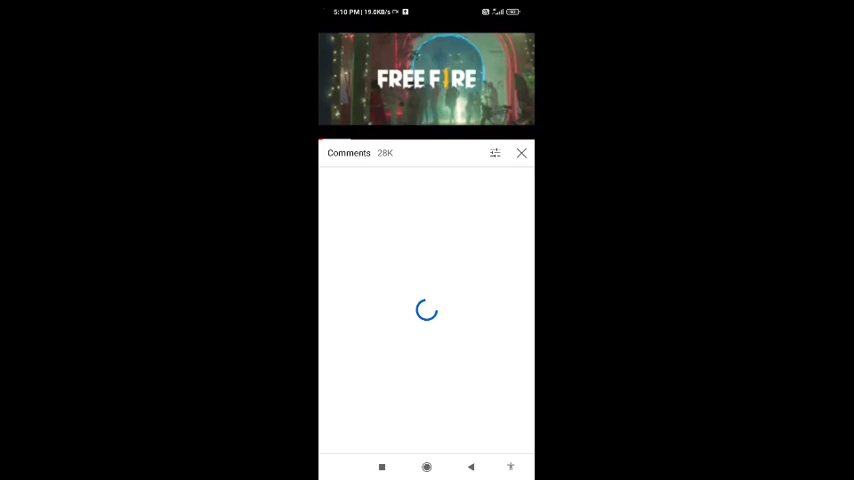 5:10 PM | 19.0KB/s
FREE FIRE
Comments 28K